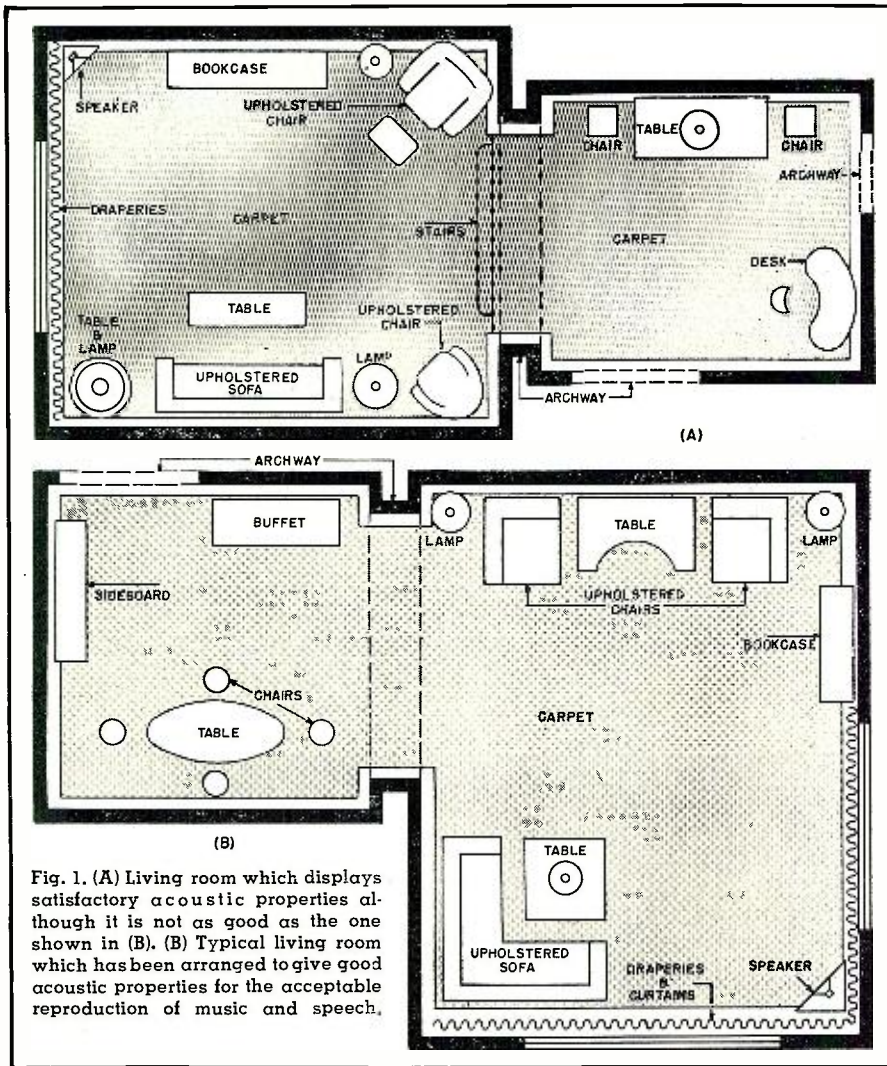 BOOKCASE
SPEAKER
UPHOLSTERED
CHAIR
TABLE
CHAIR
CHAIR
ARCHWAY
DRAPERIES
CARPET
STAIRS
CARPET
DESK
TABLE
UPHOLSTERED
CHAIR
TABLE
&
LAMP
LAMP
UPHOLSTERED
SOFA
ARCHWAY
(A)
ARCHWAY
BUFFET
LAMP
TABLE
LAMP
SIDEBOARD
UPHOLSTERED
CHAIRS
BOOKCASE
CHAIRS
TABLE
CARPET
(B)
TABLE
UPHOLSTERED
SOFA
DRAPERIES
&
CURTAINS
SPEAKER
Fig. 1. (A) Living room which displays
satisfactory acoustic properties al-
though it is not as good as the one
shown in (B). (B) Typical living room
which has been arranged to give good
acoustic properties for the acceptable
reproduction of music and speech.